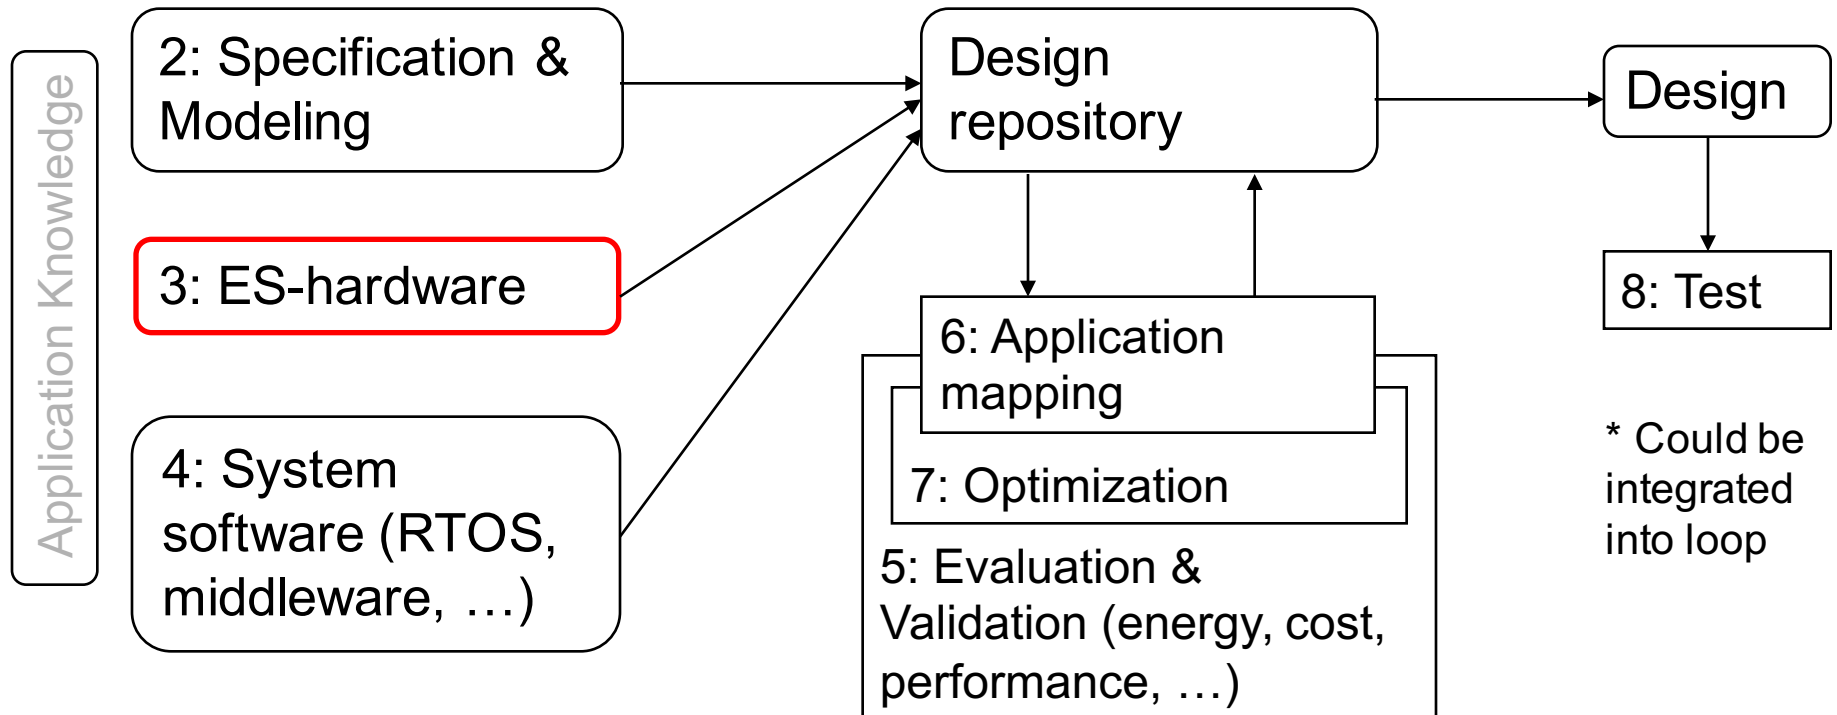 Application Knowledge
2: Specification &
Modeling
3: ES-hardware
4: System
software (RTOS,
middleware, …)
Design
repository
6: Application
mapping
7: Optimization
5: Evaluation &
Validation (energy, cost,
performance, …)
Design
8: Test
* Could be
integrated
into loop